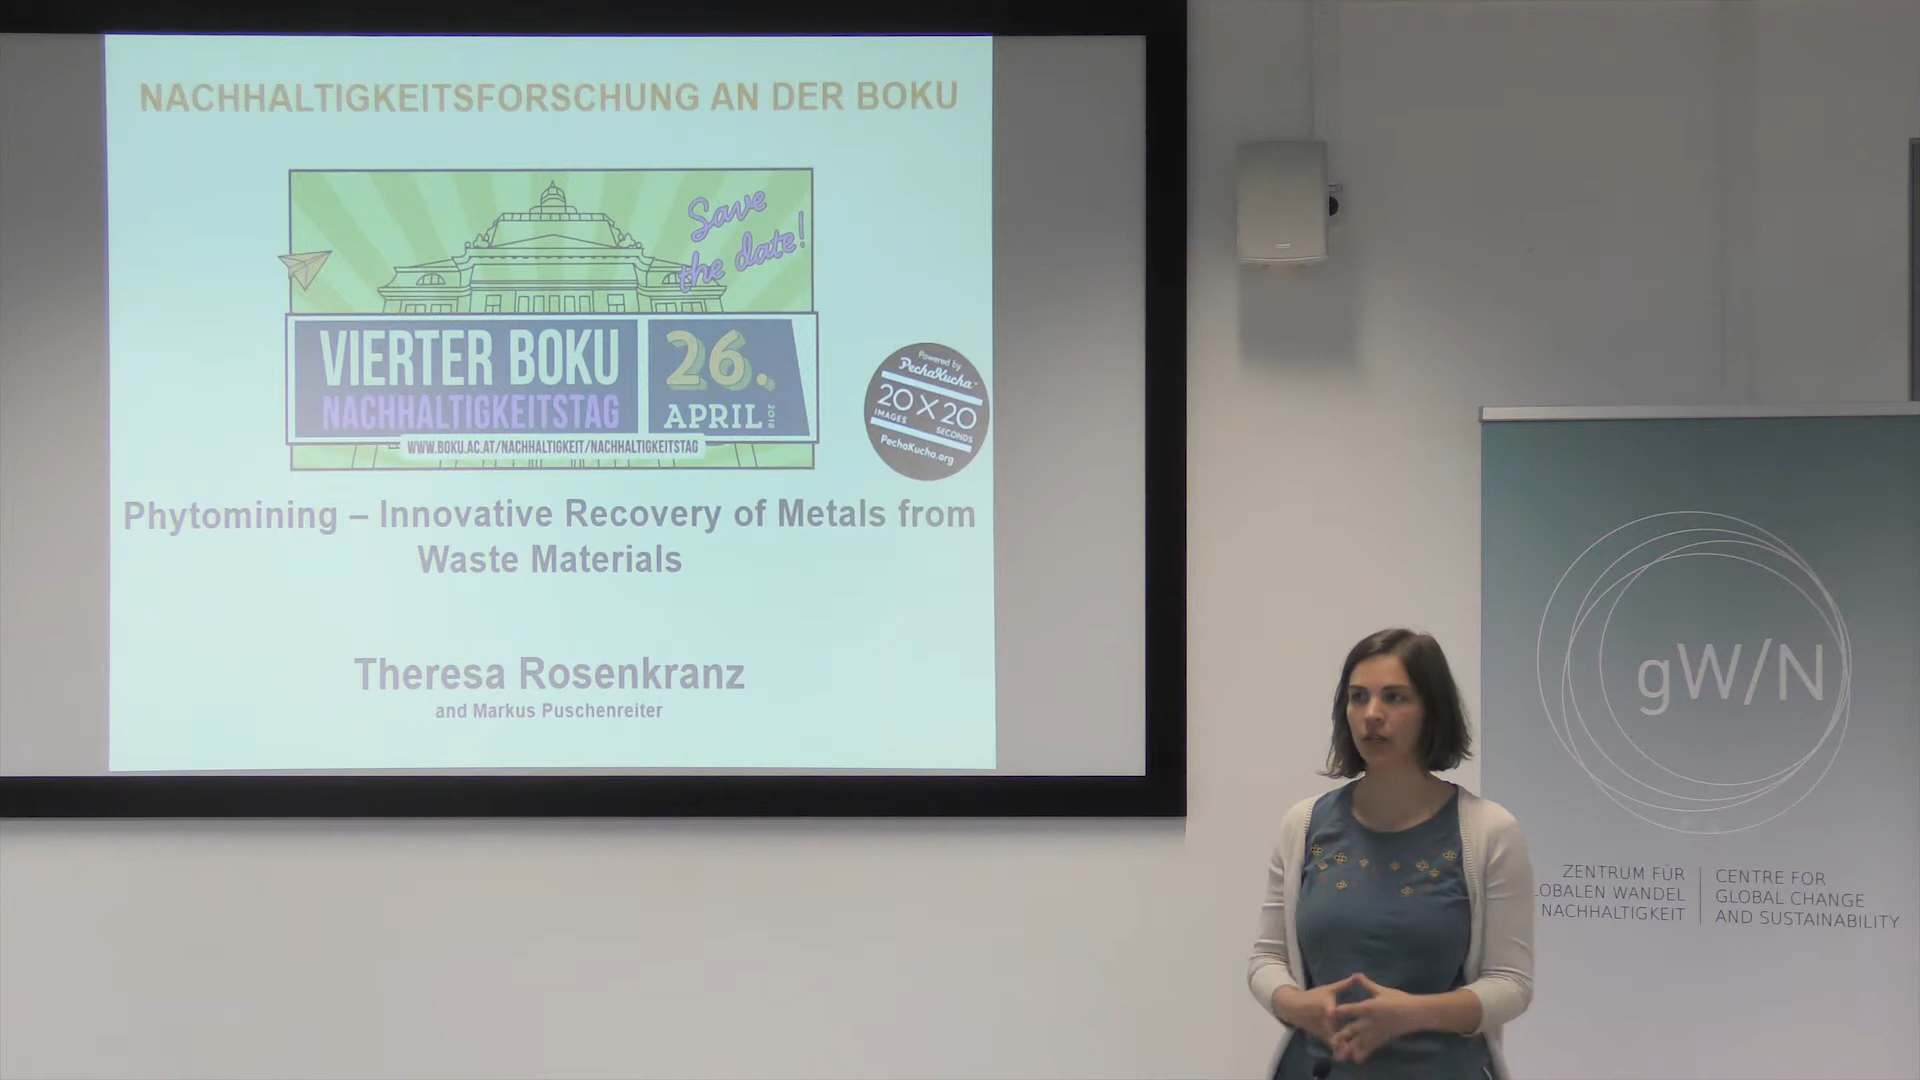 NACHHALTIGKEITSFORSCHUNG AN DER BOKU
Save
the date!
VIERTER BOKU
NACHHALTIGKEITSTAG
26.
APRIL 2018
WWW.BOKU.AC.AT/NACHHALTIGKEIT/NACHHALTIGKEITSTAG
Powered by
PechaKucha
20 X 20
IMAGES
SECONDS
PechaKucha.org
Phytomining – Innovative Recovery of Metals from
Waste Materials
Theresa Rosenkranz
and Markus Puschenreiter
gW/N
ZENTRUM FÜR
LOBALEN WANDEL
NACHHALTIGKEIT
CENTRE FOR
GLOBAL CHANGE
AND SUSTAINABILITY